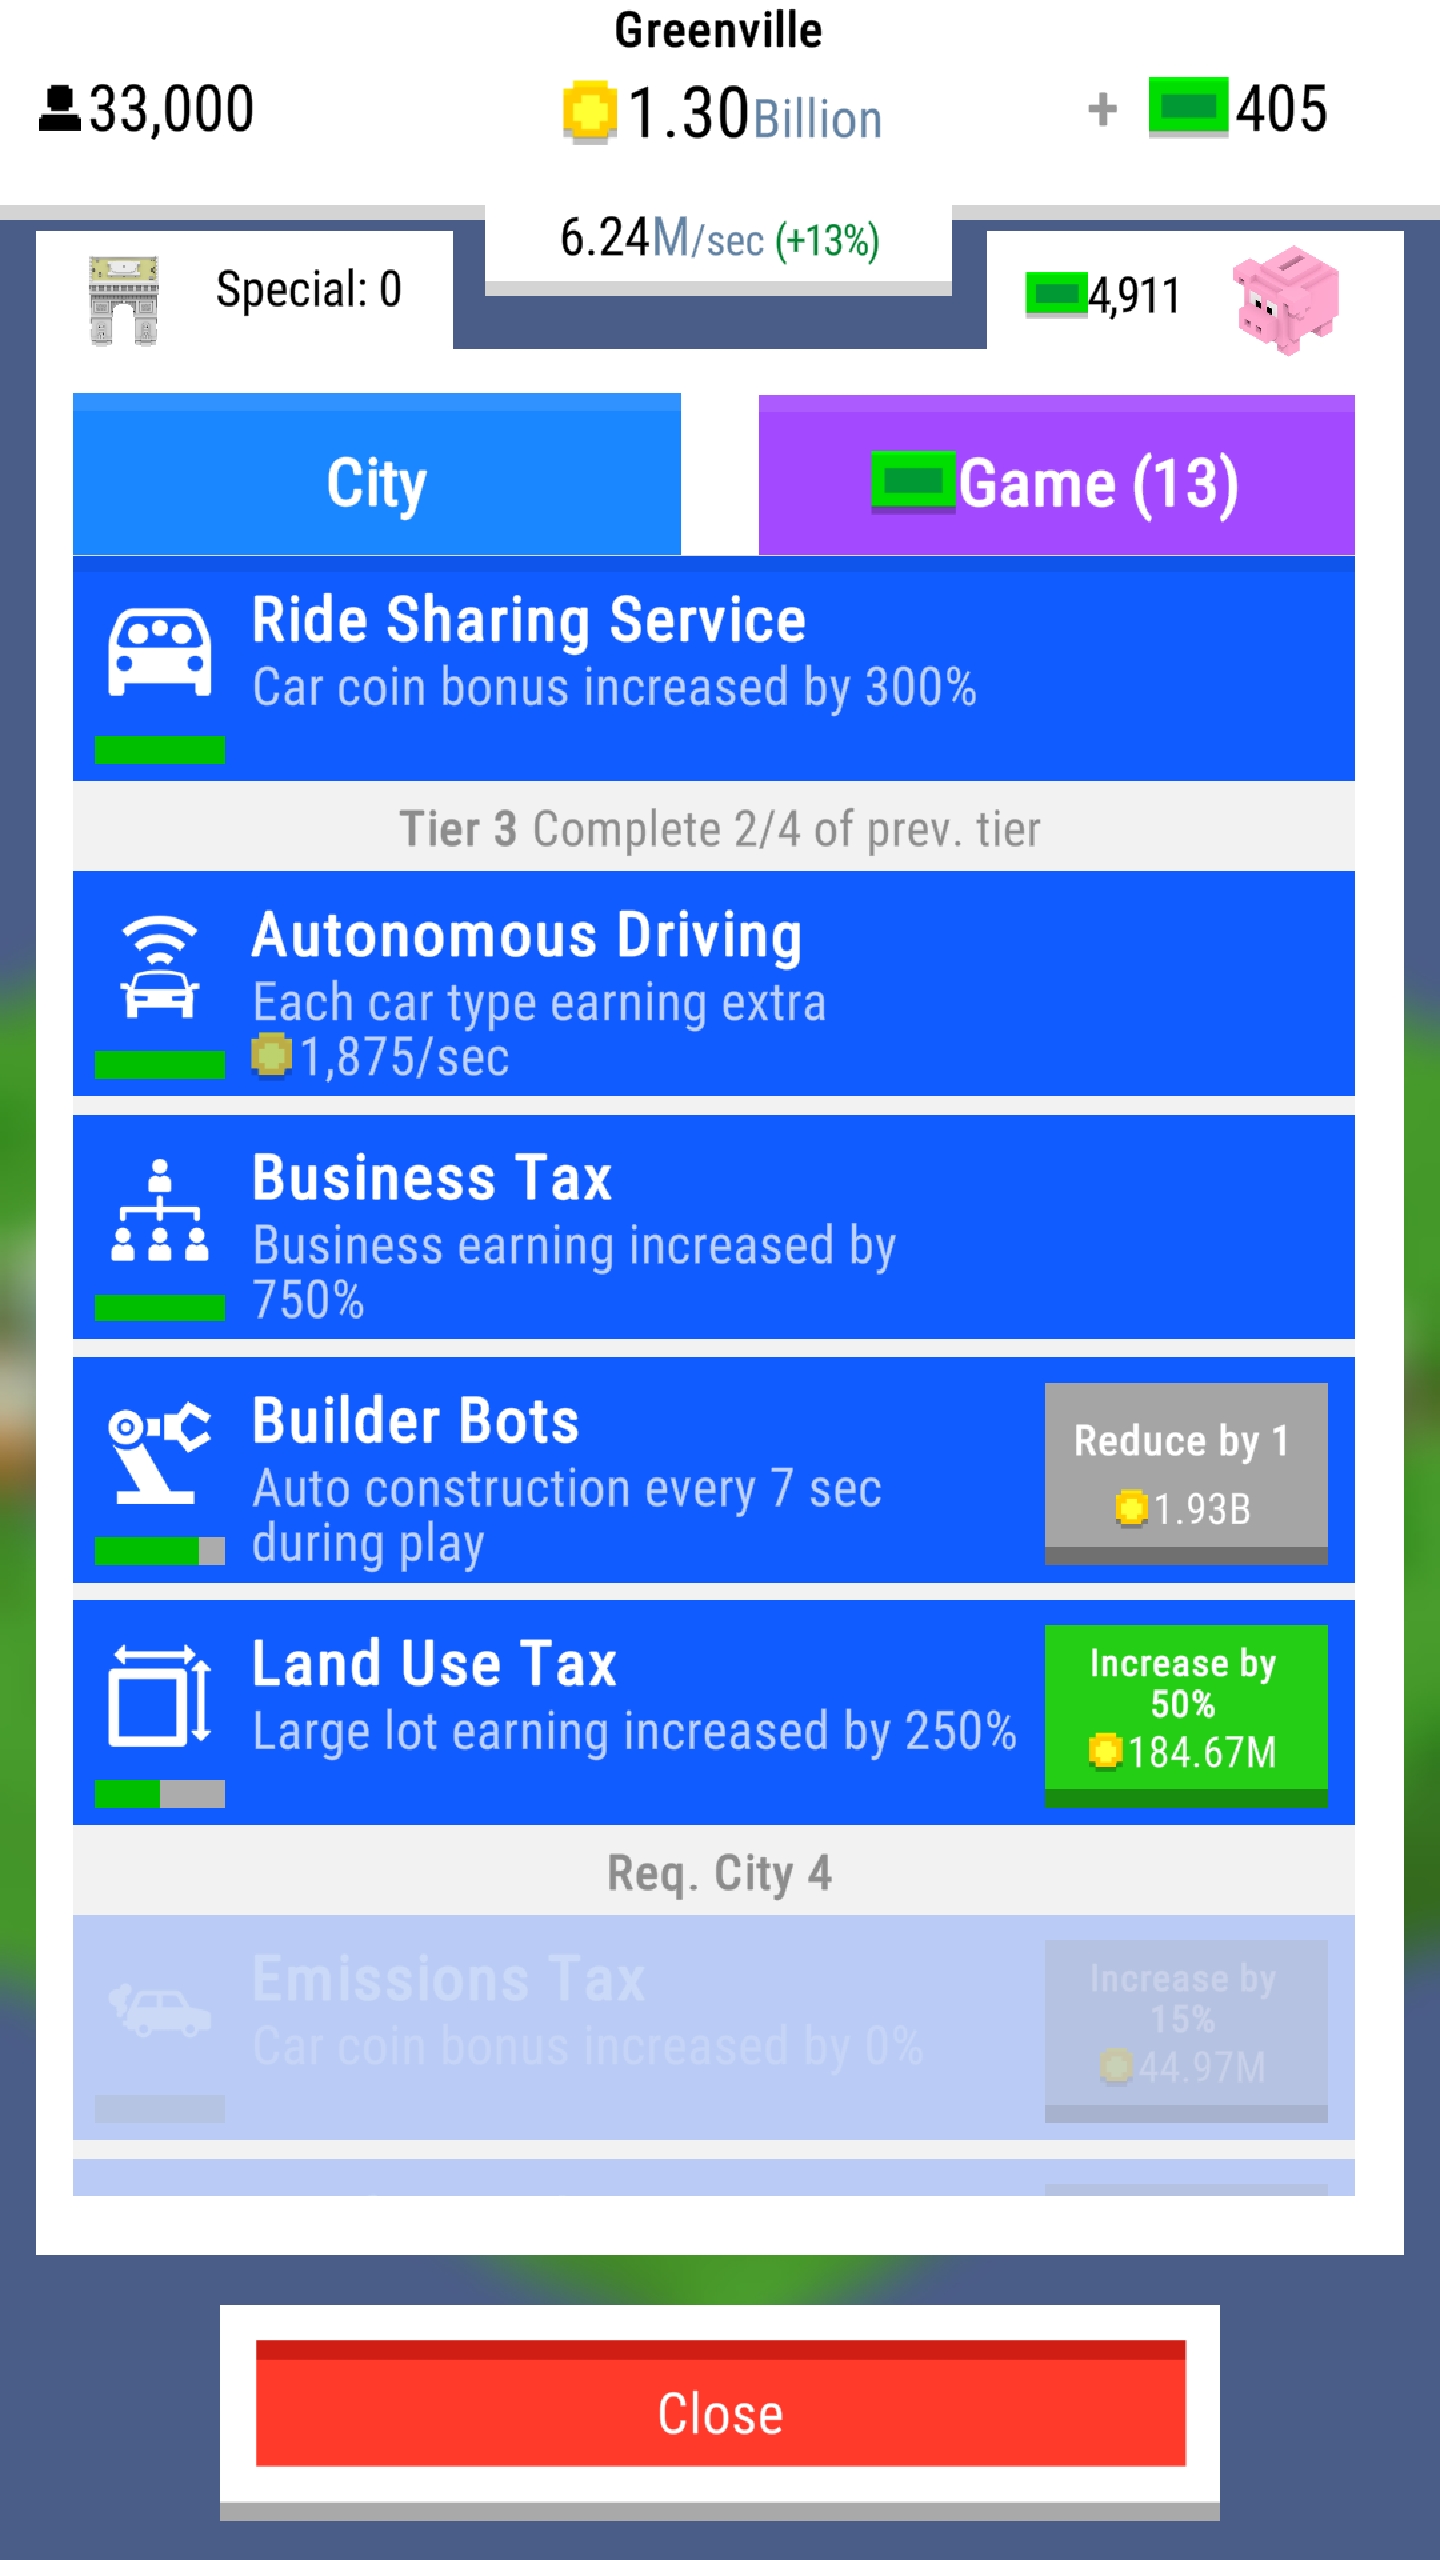 Greenville
33,000
1.30Billion
+ 405
6.24M/sec (+13%)
Special: 0
4,911
City
Game (13)
Ride Sharing Service
Car coin bonus increased by 300%
Tier 3 Complete 2/4 of prev. tier
Autonomous Driving
Each car type earning extra
1,875/sec
Business Tax
Business earning increased by
750%
Builder Bots
Auto construction every 7 sec
during play
Reduce by 1
1.93B
Land Use Tax
Large lot earning increased by 250%
Increase by
50%
184.67M
Req. City 4
Emissions Tax
Car coin bonus increased by 0%
Increase by
15%
44.97M
Close